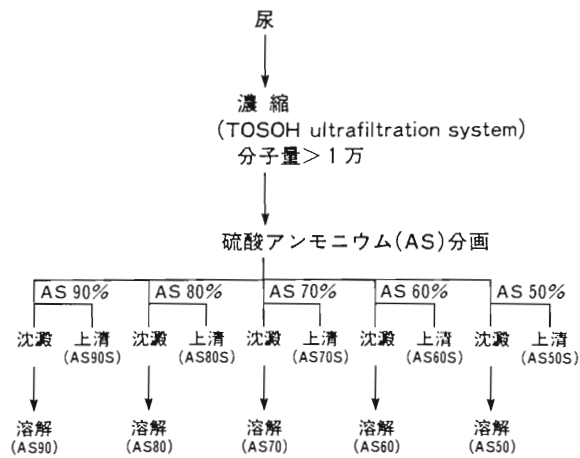 尿
濃縮
(TOSOH ultrafiltration system)
分子量>1万
硫酸アンモニウム(AS)分画
AS 90% AS 80% AS 70% AS 60% AS 50%
沈澱 上清 沈澱 上清 沈澱 上清 沈澱 上清 沈澱 上清
(AS90S) (AS80S) (AS70S) (AS60S) (AS50S)
溶解 溶解 溶解 溶解 溶解
(AS90) (AS80) (AS70) (AS60) (AS50)